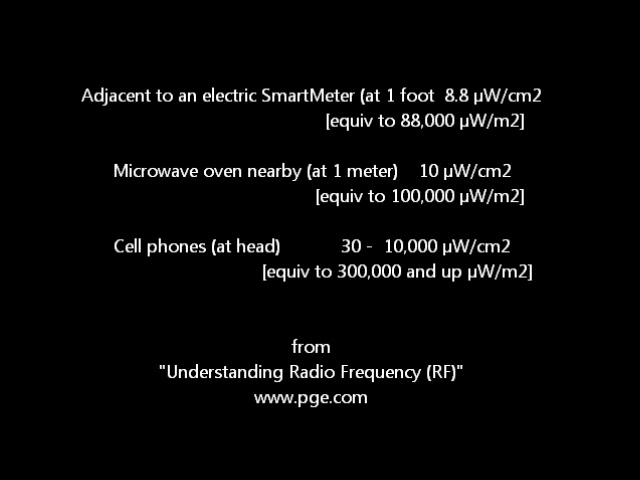 Adjacent to an electric SmartMeter (at 1 foot  8.8 µW/cm2
[equiv to 88,000 µW/m2]
Microwave oven nearby (at 1 meter)    10 µW/cm2
[equiv to 100,000 µW/m2]
Cell phones (at head)    30 -  10,000 µW/cm2
[equiv to 300,000 and up µW/m2]
from
"Understanding Radio Frequency (RF)"
www.pge.com